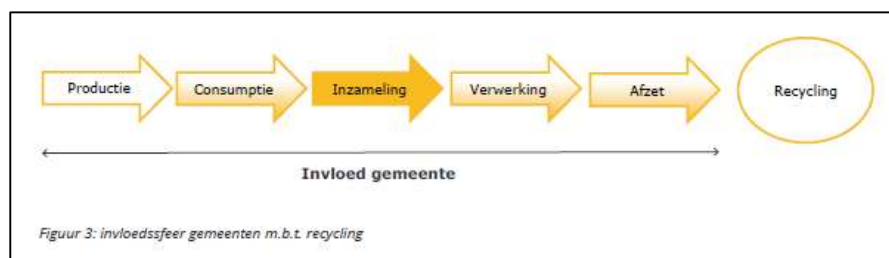 Productie Consumptie Inzameling Verwerking Afzet Recycling
Invloed gemeente
Figuur 3: invloedssfeer gemeenten m.b.t. recycling